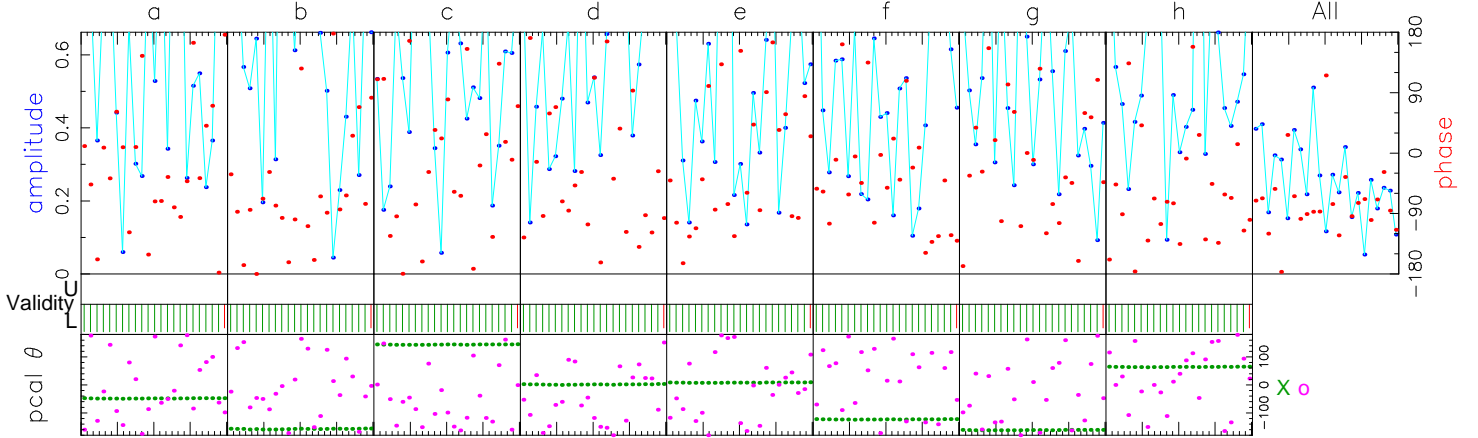 a b c d e f g h All
amplitude
0 0.2 0.4 0.6
180 90 0 −90 −180
phase
Validity
U
L
pcal θ
100 0 −100
X o